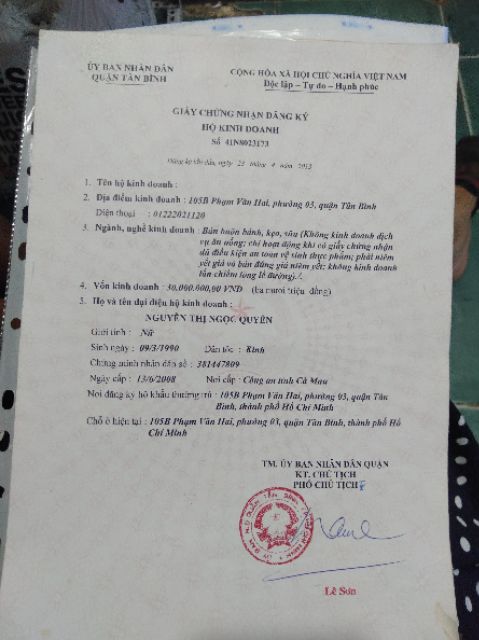 ỦY BAN NHÂN DÂN
QUẬN TÂN BÌNH
CỘNG HÒA XÃ HỘI CHỦ NGHĨA VIỆT NAM
Độc lập – Tự do – Hạnh phúc
GIẤY CHỨNG NHẬN ĐĂNG KÝ
HỘ KINH DOANH
Số 41N8023173
Đăng ký lần đầu, ngày 23 tháng 4 năm 2013
1. Tên hộ kinh doanh :
2. Địa điểm kinh doanh : 105B Phạm Văn Hai, phường 03, quận Tân Bình
Điện thoại : 01222021120
3. Ngành, nghề kinh doanh : Bán buôn bánh, kẹo, sữa (Không kinh doanh dịch
vụ ăn uống; chỉ hoạt động khi có giấy chứng nhận
đủ điều kiện an toàn vệ sinh thực phẩm; phải niêm
yết giá và bán đúng giá niêm yết; không kinh doanh
lấn chiếm lòng lề đường)./.
4. Vốn kinh doanh : 30.000.000,00 VNĐ (ba mươi triệu đồng)
5. Họ và tên đại diện hộ kinh doanh :
NGUYỄN THỊ NGỌC QUYÊN
Giới tính : Nữ
Sinh ngày : 09/3/1990 Dân tộc : Kinh
Chứng minh nhân dân số : 381447809
Ngày cấp : 13/6/2008 Nơi cấp : Công an tỉnh Cà Mau
Nơi đăng ký hộ khẩu thường trú : 105B Phạm Văn Hai, phường 03, quận Tân
Bình, thành phố Hồ Chí Minh
Chỗ ở hiện tại : 105B Phạm Văn Hai, phường 03, quận Tân Bình, thành phố Hồ
Chí Minh
TM. ỦY BAN NHÂN DÂN QUẬN
KT. CHỦ TỊCH
PHÓ CHỦ TỊCH
Lê Sơn